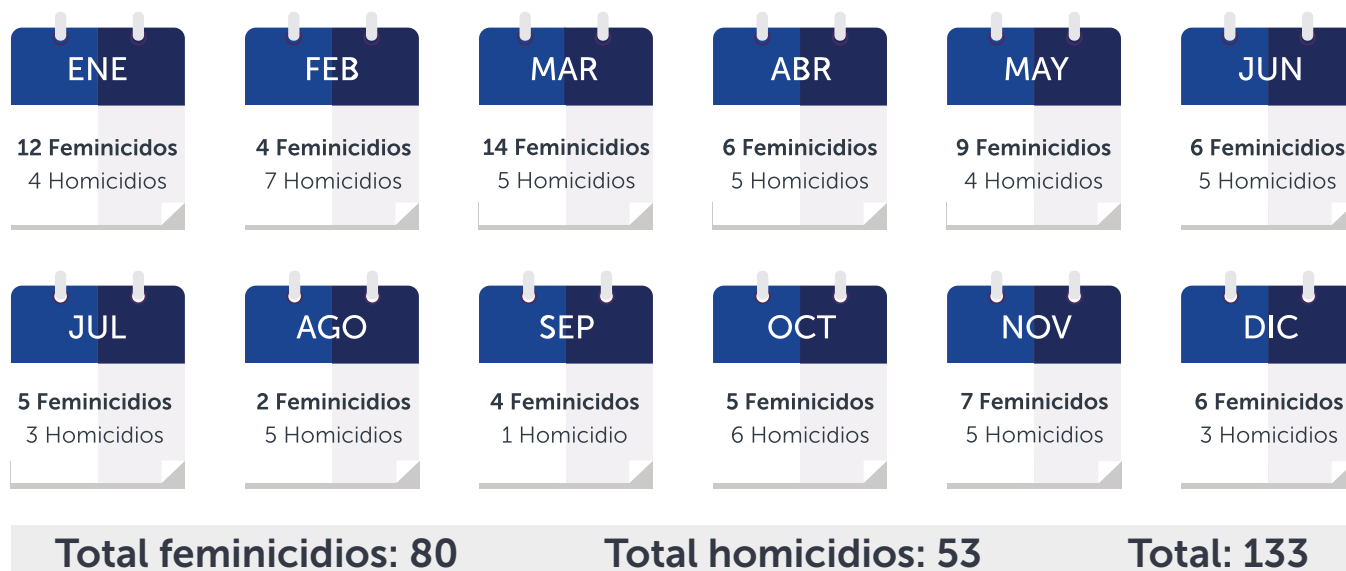 ENE
12 Feminicidos
4 Homicidios
FEB
4 Feminicidios
7 Homicidios
MAR
14 Feminicidios
5 Homicidios
ABR
6 Feminicidios
5 Homicidios
MAY
9 Feminicidios
4 Homicidios
JUN
6 Feminicidios
5 Homicidios
JUL
5 Feminicidios
3 Homicidios
AGO
2 Feminicidios
5 Homicidios
SEP
4 Feminicidos
1 Homicidio
OCT
5 Feminicidos
6 Homicidios
NOV
7 Feminicidos
5 Homicidios
DIC
6 Feminicidos
3 Homicidios
Total feminicidios: 80
Total homicidios: 53
Total: 133